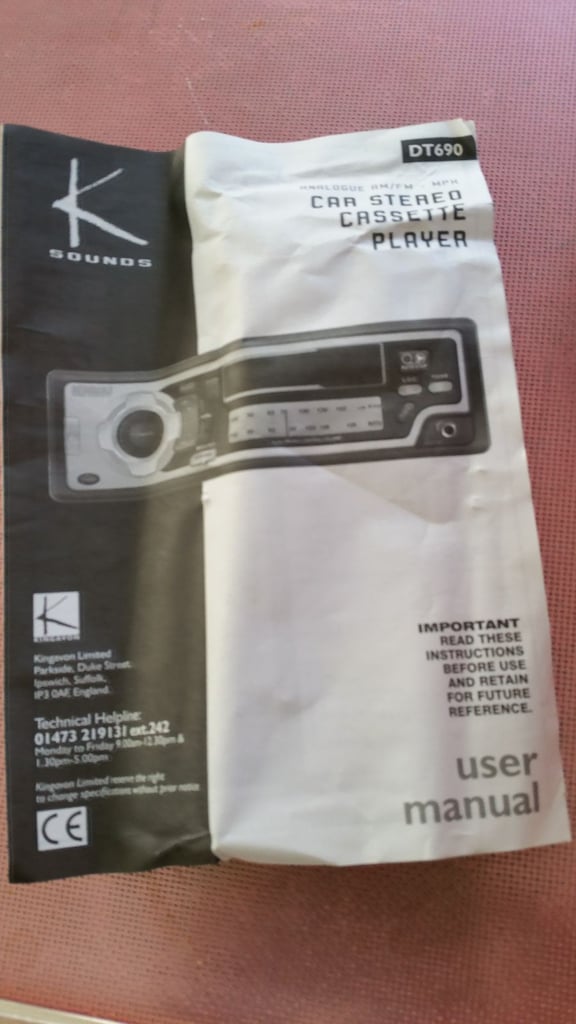 DT690
ANALOGUE AM/FM - MPX
CAR STEREO
CASSETTE
PLAYER
K
SOUNDS
K
Kingavon Limited
Parkside, Duke Street.
Ipswich, Suffolk,
IP3 0AF, England.
Technical Helpline:
01473 219131 ext.242
Monday to Friday 9.00am-12.30pm &
1.30pm-5.00pm
Kingavon Limited reserve the right
to change specifications without prior notice
CE
IMPORTANT
READ THESE
INSTRUCTIONS
BEFORE USE
AND RETAIN
FOR FUTURE
REFERENCE.
user
manual